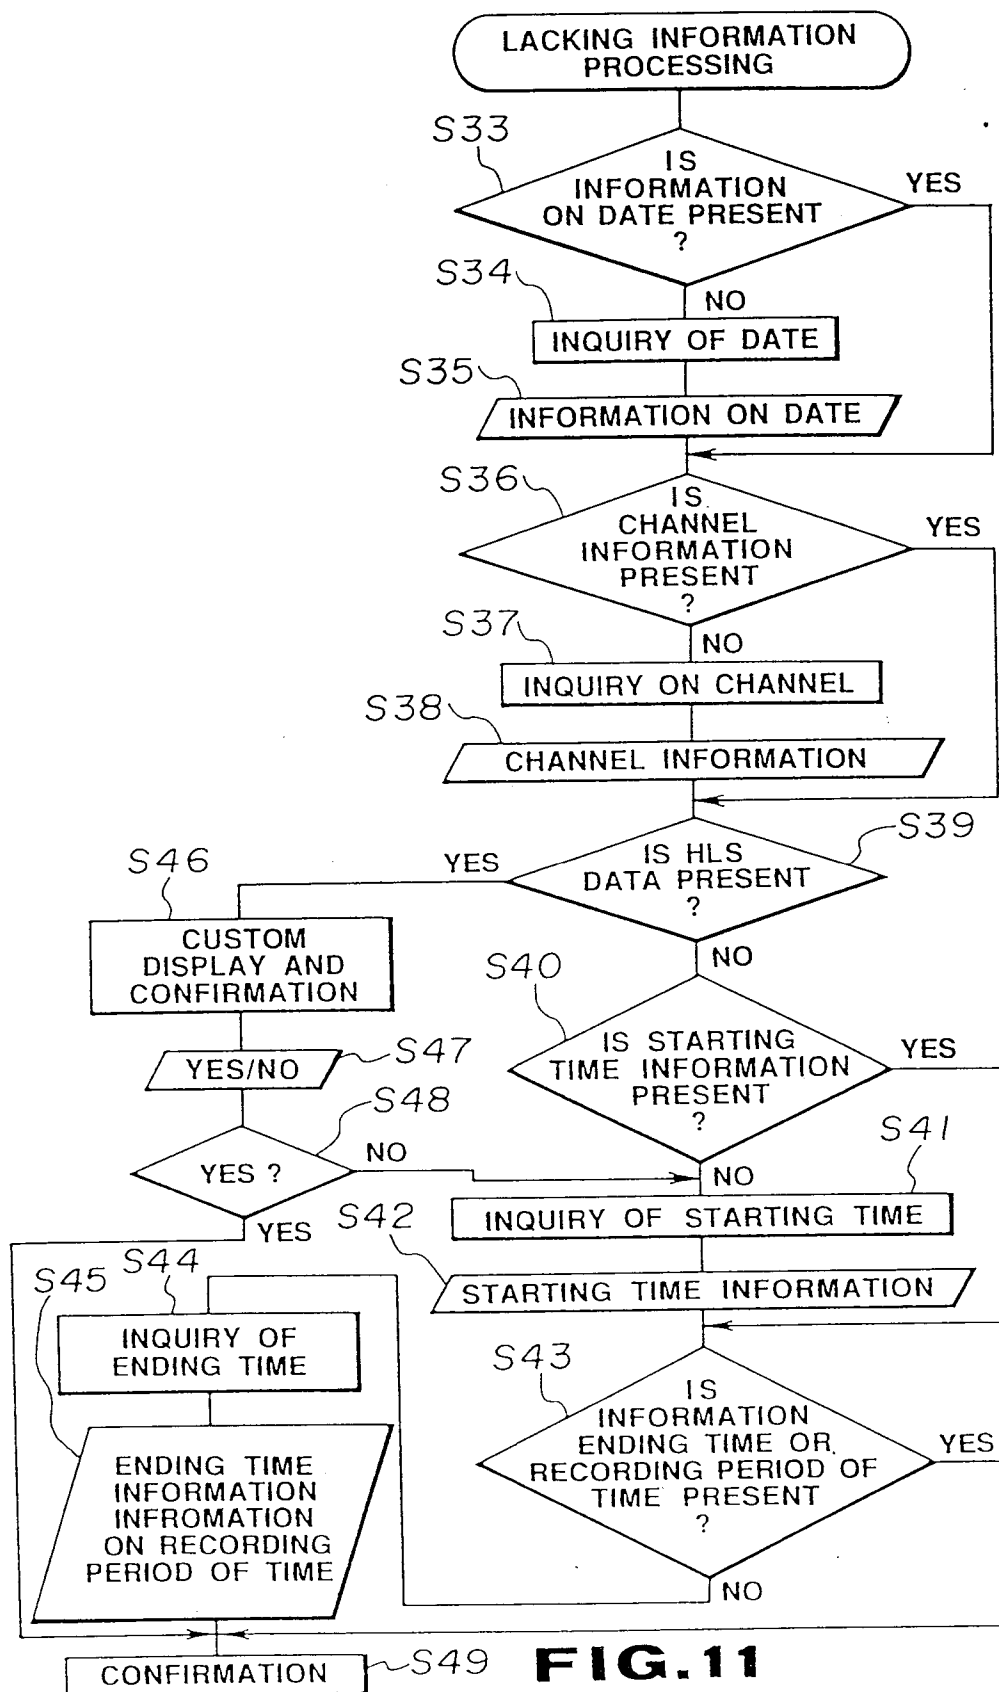 LACKING INFORMATION
PROCESSING
S33
IS
INFORMATION
ON DATE PRESENT
?
YES
S34
NO
INQUIRY OF DATE
S35
INFORMATION ON DATE
S36
IS
CHANNEL
INFORMATION
PRESENT
?
YES
S37
NO
INQUIRY ON CHANNEL
S38
CHANNEL INFORMATION
S39
IS HLS
DATA PRESENT
?
YES
S46
CUSTOM
DISPLAY AND
CONFIRMATION
NO
S40
IS STARTING
TIME INFORMATION
PRESENT
?
YES
YES/NO
S47
S48
YES ?
NO
YES
S41
NO
INQUIRY OF STARTING TIME
S42
STARTING TIME INFORMATION
S44
S45
INQUIRY OF
ENDING TIME
S43
IS
INFORMATION
ENDING TIME OR
RECORDING PERIOD OF
TIME PRESENT
?
YES
NO
ENDING TIME
INFORMATION
INFROMATION
ON RECORDING
PERIOD OF TIME
CONFIRMATION
S49
FIG.11